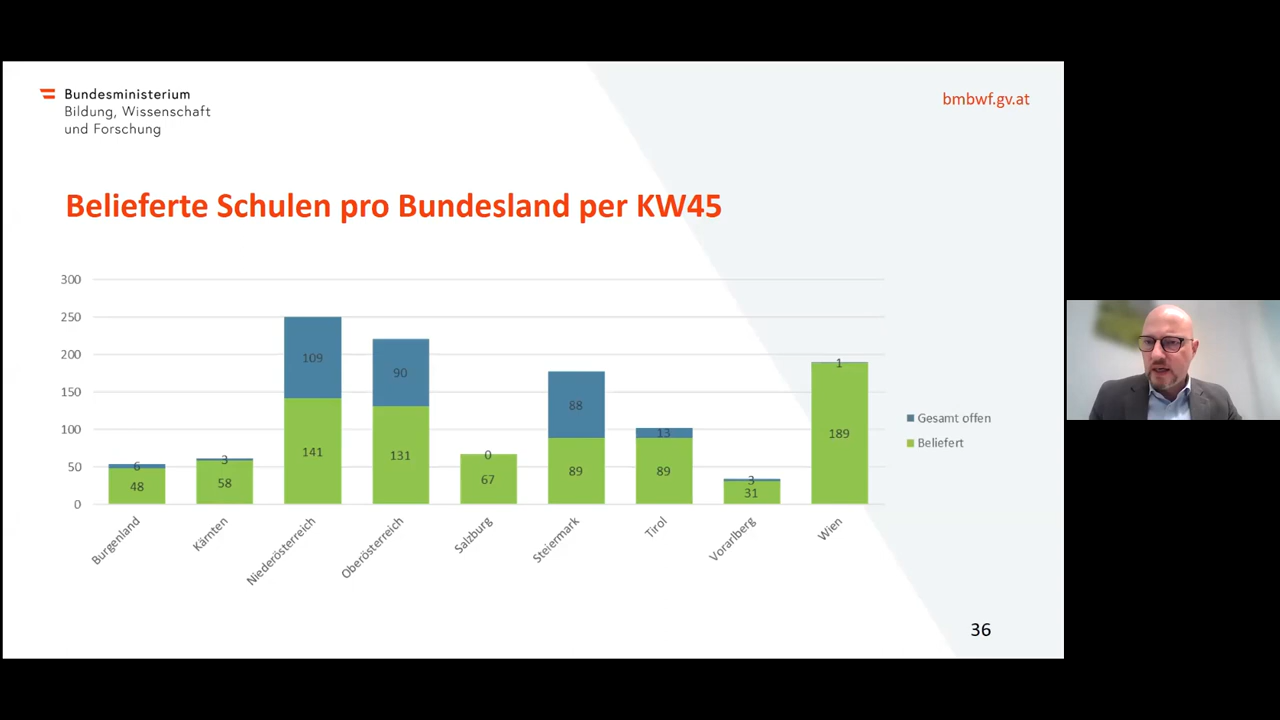 Bundesministerium
Bildung, Wissenschaft
und Forschung
bmbwf.gv.at
Belieferte Schulen pro Bundesland per KW45
300
250
200
150
100
50
0
6
48
3
58
109
141
90
131
0
67
88
89
13
89
3
31
1
189
Burgenland
Kärnten
Niederösterreich
Oberösterreich
Salzburg
Steiermark
Tirol
Vorarlberg
Wien
Gesamt offen
Beliefert
36